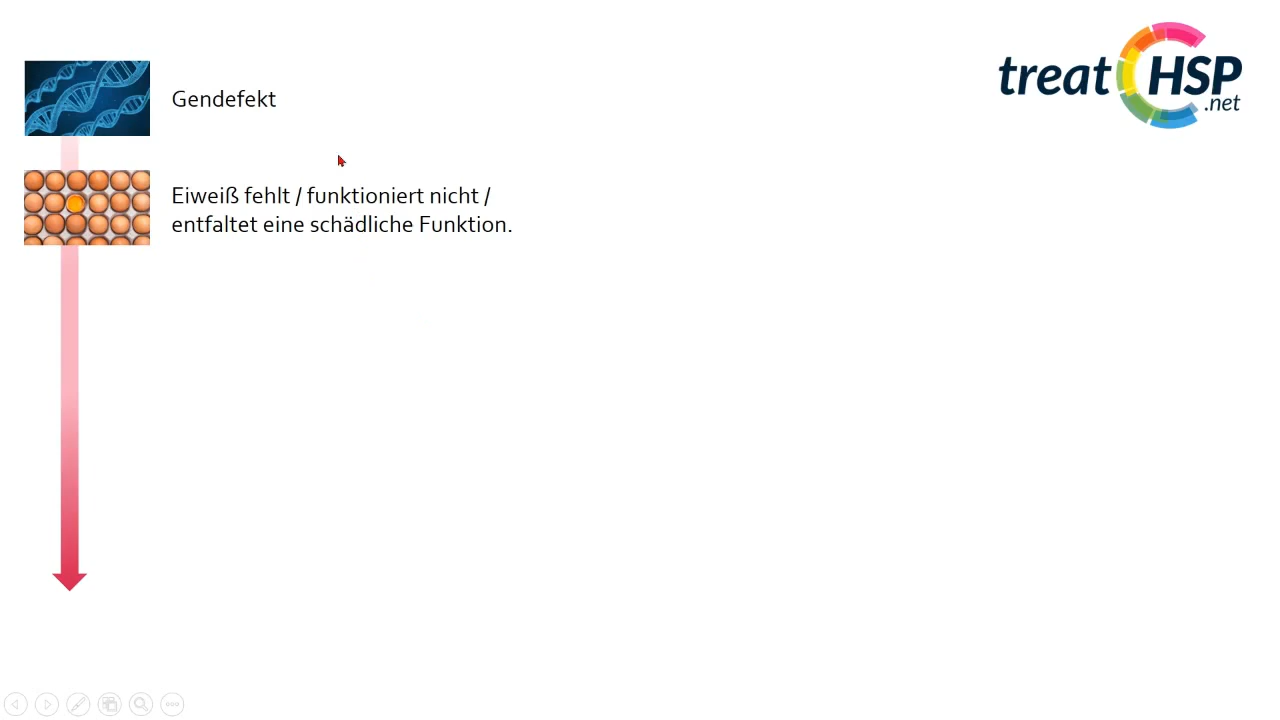 treat HSP
.net
Gendefekt
Eiweiß fehlt / funktioniert nicht /
entfaltet eine schädliche Funktion.